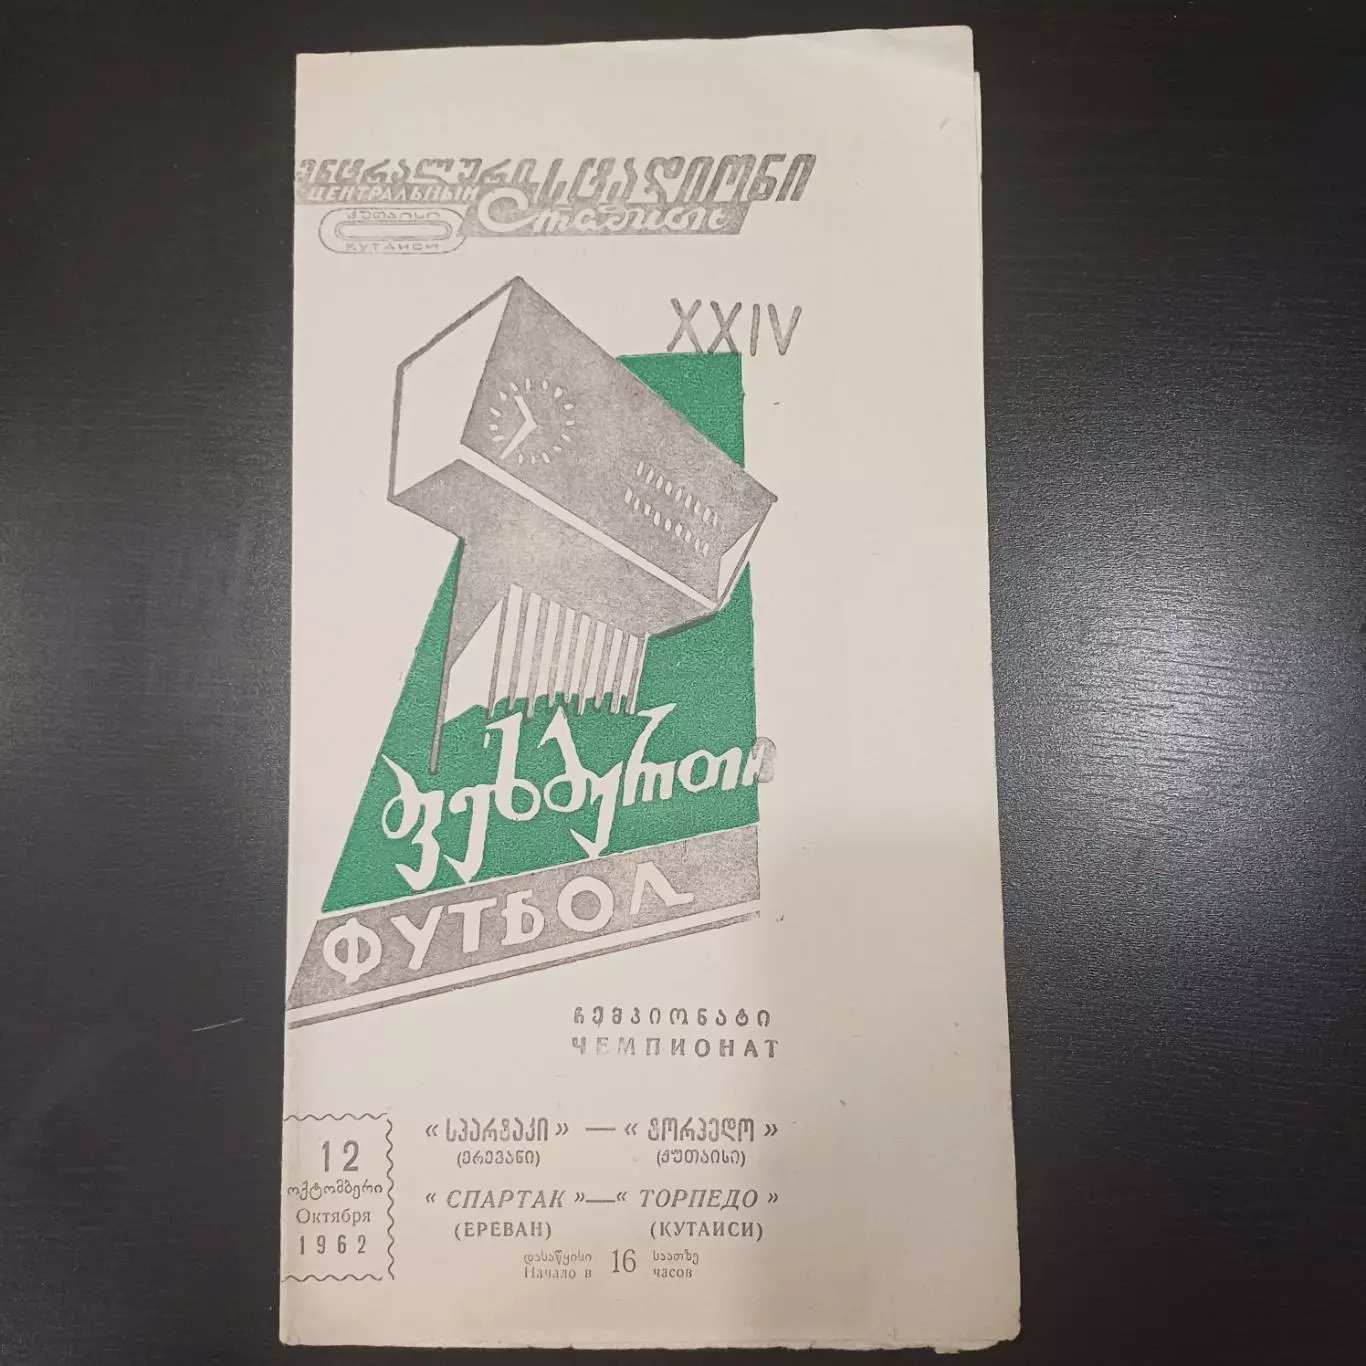 ცენტრალური სტადიონი
ЦЕНТРАЛЬНЫЙ Стадион
ქუთაისი
КУТАИСИ
XXIV
ფეხბურთი
ФУТБОЛ
ჩემპიონატი
ЧЕМПИОНАТ
«სპარტაკი» — «ტორპედო»
(ერევანი) (ქუთაისი)
«СПАРТАК»—«ТОРПЕДО»
(ЕРЕВАН) (КУТАИСИ)
12
ოქტომბერი
Октября
1962
დასაწყისი 16 საათზე
Начало в часов